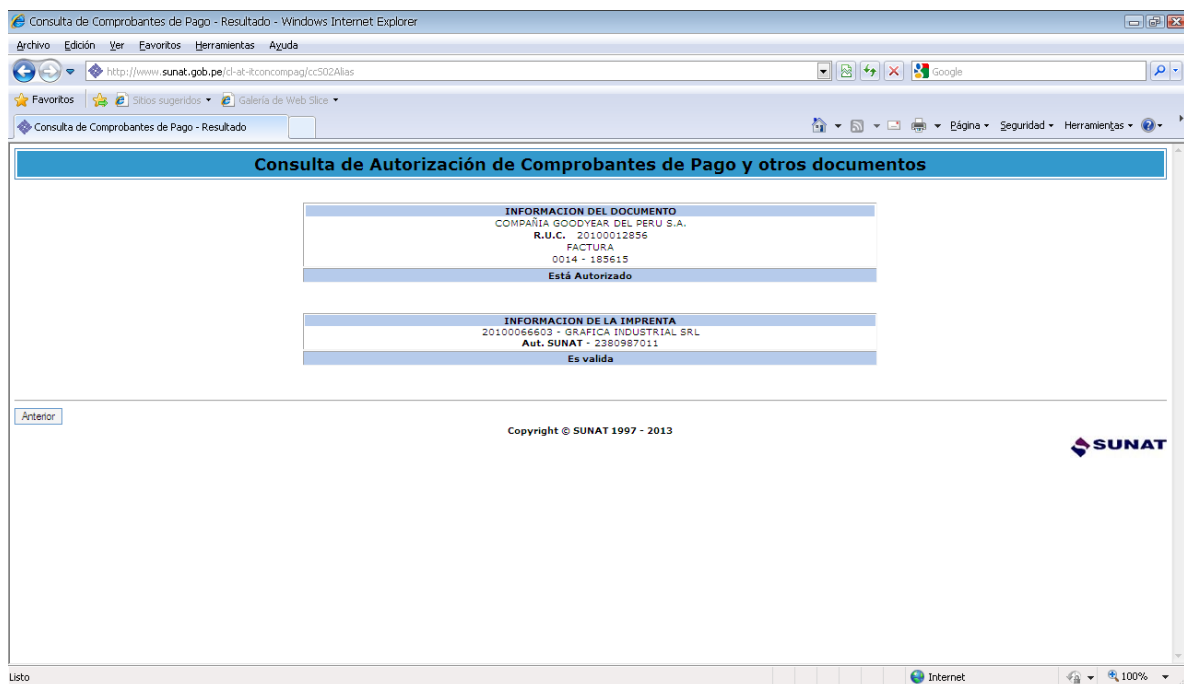 Consulta de Comprobantes de Pago - Resultado - Windows Internet Explorer
Archivo Edición Ver Favoritos Herramientas Ayuda
http://www.sunat.gob.pe/cl-at-itconcompag/ccS02Alias Google
Favoritos Sitios sugeridos Galería de Web Slice
Consulta de Comprobantes de Pago - Resultado Página Seguridad Herramientas
Consulta de Autorización de Comprobantes de Pago y otros documentos
INFORMACION DEL DOCUMENTO
COMPAÑIA GOODYEAR DEL PERU S.A.
R.U.C. 20100012856
FACTURA
0014 - 185615
Está Autorizado
INFORMACION DE LA IMPRENTA
20100066603 - GRAFICA INDUSTRIAL SRL
Aut. SUNAT - 2380987011
Es valida
Anterior
Copyright © SUNAT 1997 - 2013
SUNAT
Listo Internet 100%